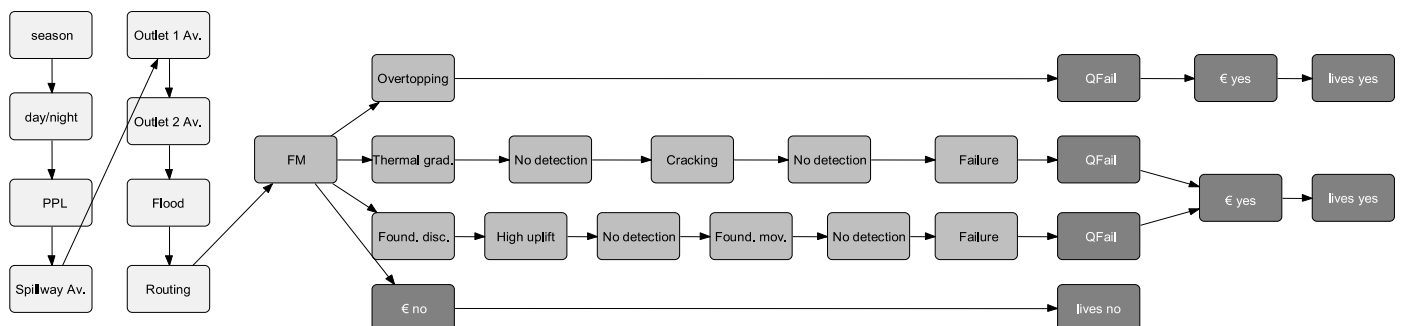 season
day/night
PPL
Spillway Av.
Outlet 1 Av.
Outlet 2 Av.
Flood
Routing
FM
Overtopping
QFail
€ yes
lives yes
Thermal grad.
No detection
Cracking
No detection
Failure
QFail
Found. disc.
High uplift
No detection
Found. mov.
No detection
Failure
QFail
€ yes
lives yes
€ no
lives no